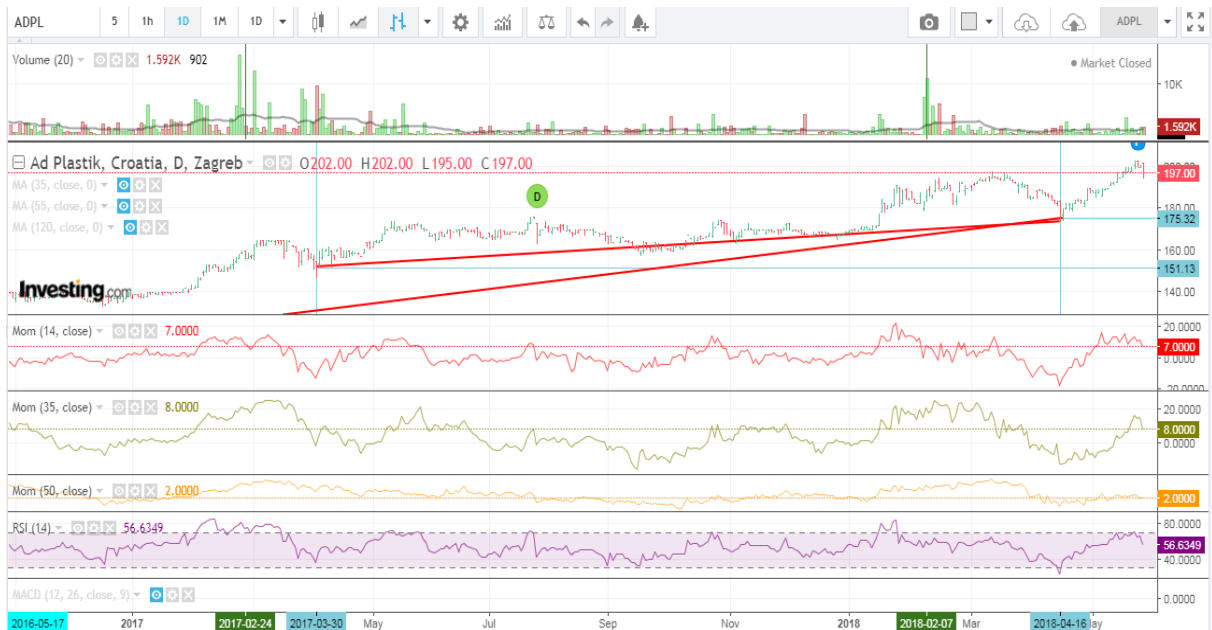 ADPL 5 1h 1D 1M 1D ADPL
Volume (20) 1.592K 902
Market Closed
10K
1.592K
Ad Plastik, Croatia, D, Zagreb O202.00 H202.00 L195.00 C197.00
197.00
MA (35, close, 0)
MA (55, close, 0)
D
MA (120, close, 0)
180.00
175.32
160.00
151.13
Investing.com
140.00
Mom (14, close) 7.0000
20.0000
7.0000
0.0000
-20.0000
Mom (35, close) 8.0000
20.0000
8.0000
0.0000
Mom (50, close) 2.0000
2.0000
RSI (14) 56.6349
80.0000
56.6349
40.0000
MACD (12, 26, close, 9)
0.0000
2016-05-17 2017 2017-02-24 2017-03-30 May Jul Sep Nov 2018 2018-02-07 Mar 2018-04-16 ay